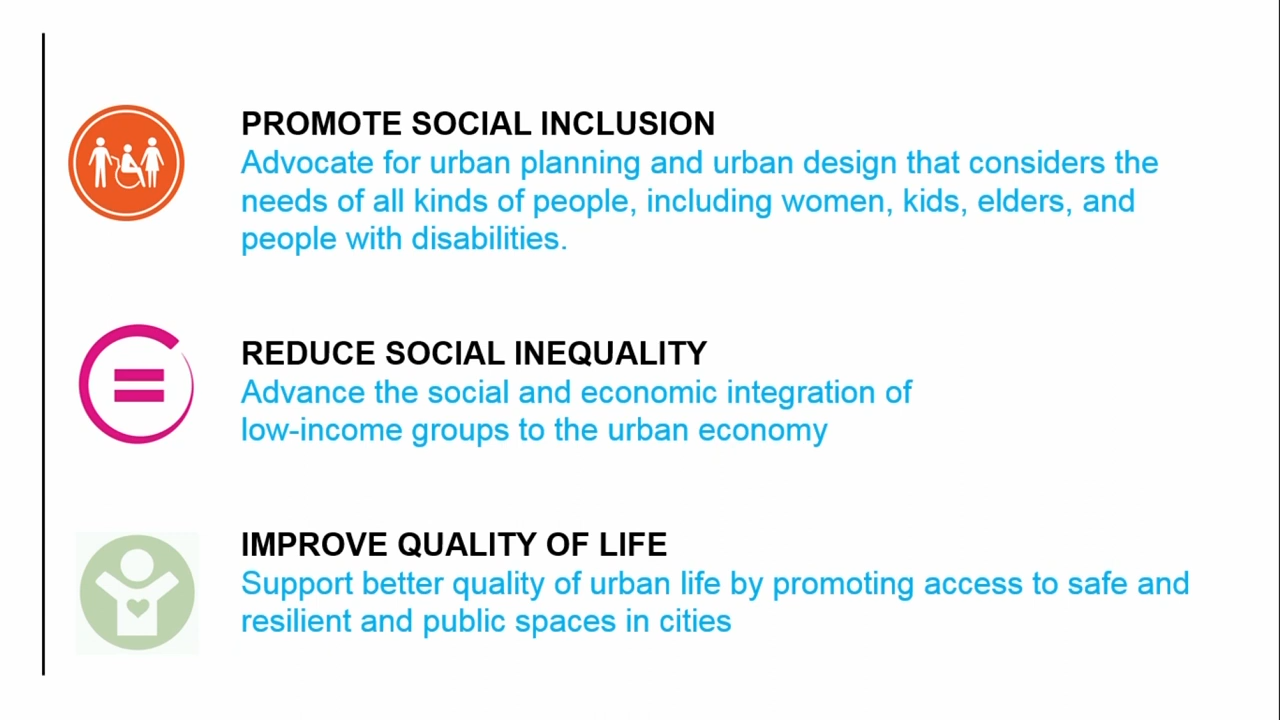 PROMOTE SOCIAL INCLUSION
Advocate for urban planning and urban design that considers the
needs of all kinds of people, including women, kids, elders, and
people with disabilities.
REDUCE SOCIAL INEQUALITY
Advance the social and economic integration of
low-income groups to the urban economy
IMPROVE QUALITY OF LIFE
Support better quality of urban life by promoting access to safe and
resilient and public spaces in cities